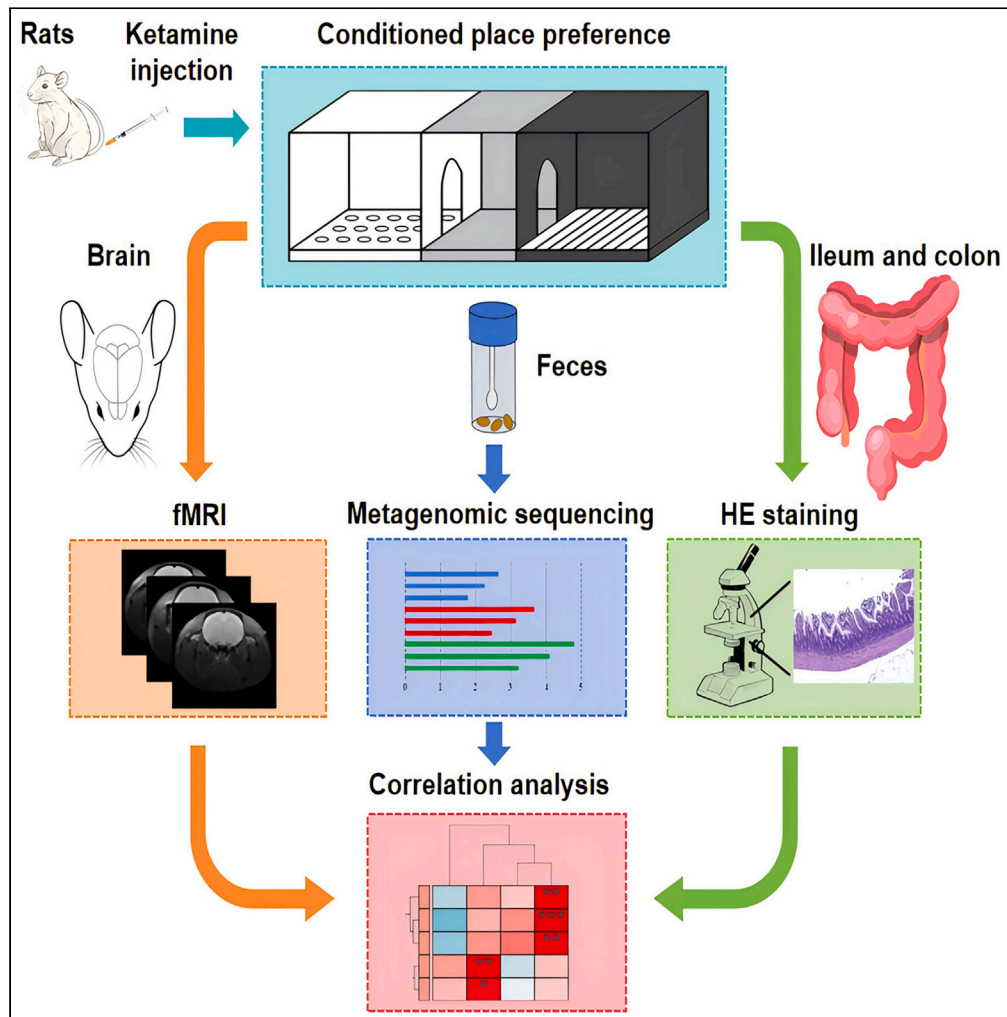 Rats
Ketamine
injection
Conditioned place preference
Brain
Feces
Ileum and colon
fMRI
Metagenomic sequencing
HE staining
0 1 2 3 4 5
Correlation analysis